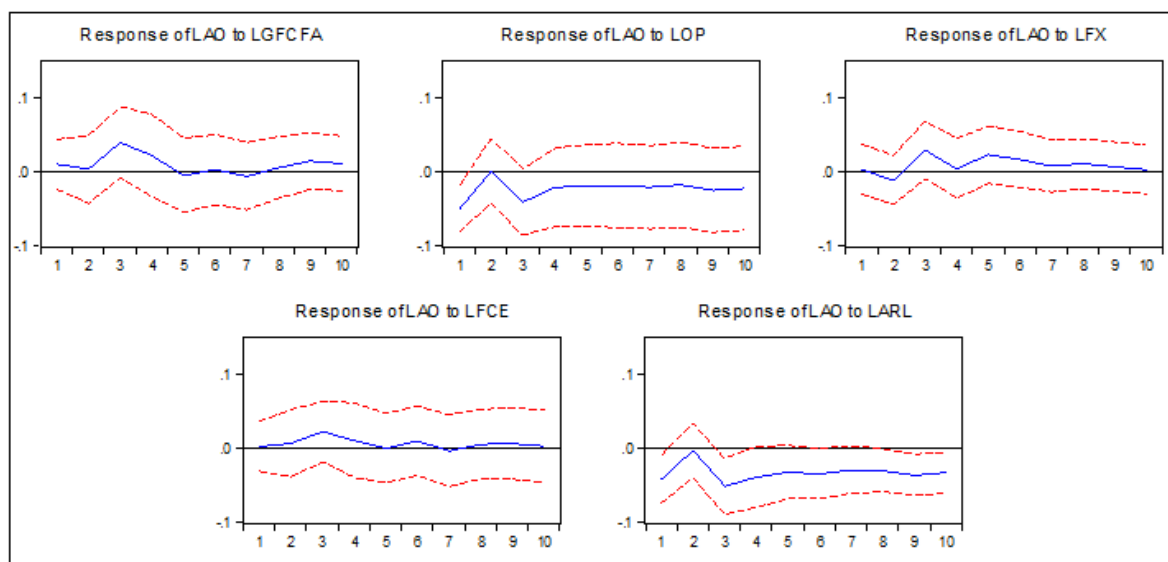 Response of LAO to LGFCFA
.1
.0
-.1
1 2 3 4 5 6 7 8 9 10
Response of LAO to LOP
.1
.0
-.1
1 2 3 4 5 6 7 8 9 10
Response of LAO to LFX
.1
.0
-.1
1 2 3 4 5 6 7 8 9 10
Response of LAO to LFCE
.1
.0
-.1
1 2 3 4 5 6 7 8 9 10
Response of LAO to LARL
.1
.0
-.1
1 2 3 4 5 6 7 8 9 10